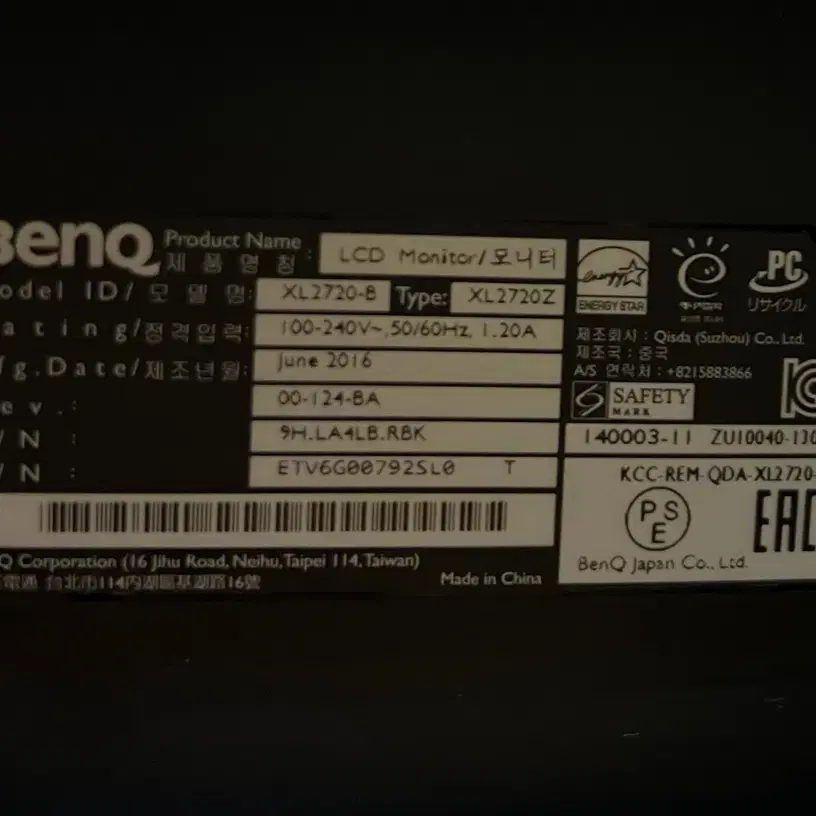 BenQ
Product Name
제 품 명 칭 :
LCD Monitor/모니터
odel ID/ 모 델 명:
XL2720-B
Type:
XL2720Z
ating/정격입력:
100-240V~,50/60Hz, 1.20A
g.Date/제조년월:
June 2016
ev.:
00-124-BA
/N :
9H.LA4LB.RBK
/N :
ETV6G00792SL0 T
Q Corporation (16 Jihu Road, Neihu,Taipei 114,Taiwan)
台北市114內湖區基湖路16號
Made in China
energy
ENERGY STAR
PC
リサイクル
제조회사 : Qisda (Suzhou) Co., Ltd.
제조국 : 중국
A/S 연락처 : +8215883866
SAFETY
MARK
140003-11 ZU10040-130
KCC-REM-QDA-XL2720-
PSE
EAC
BenQ Japan Co., Ltd.